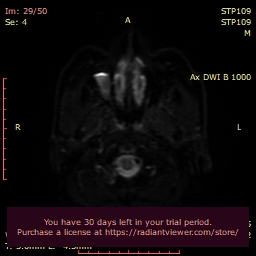 Im: 29/50
STP109
Se: 4
STP109
M
A
Ax DWI B 1000
R
L
You have 30 days left in your trial period.
Purchase a license at https://radiantviewer.com/store/